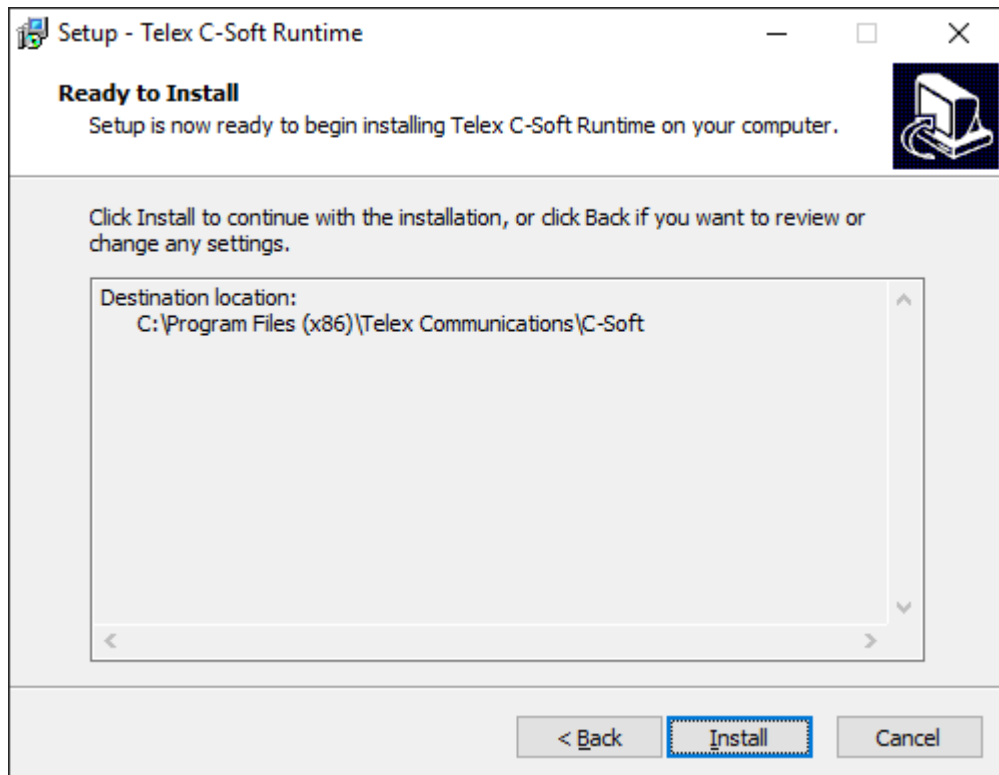 Setup - Telex C-Soft Runtime
Ready to Install
Setup is now ready to begin installing Telex C-Soft Runtime on your computer.
Click Install to continue with the installation, or click Back if you want to review or
change any settings.
Destination location:
C:\Program Files (x86)\Telex Communications\C-Soft
< Back
Install
Cancel